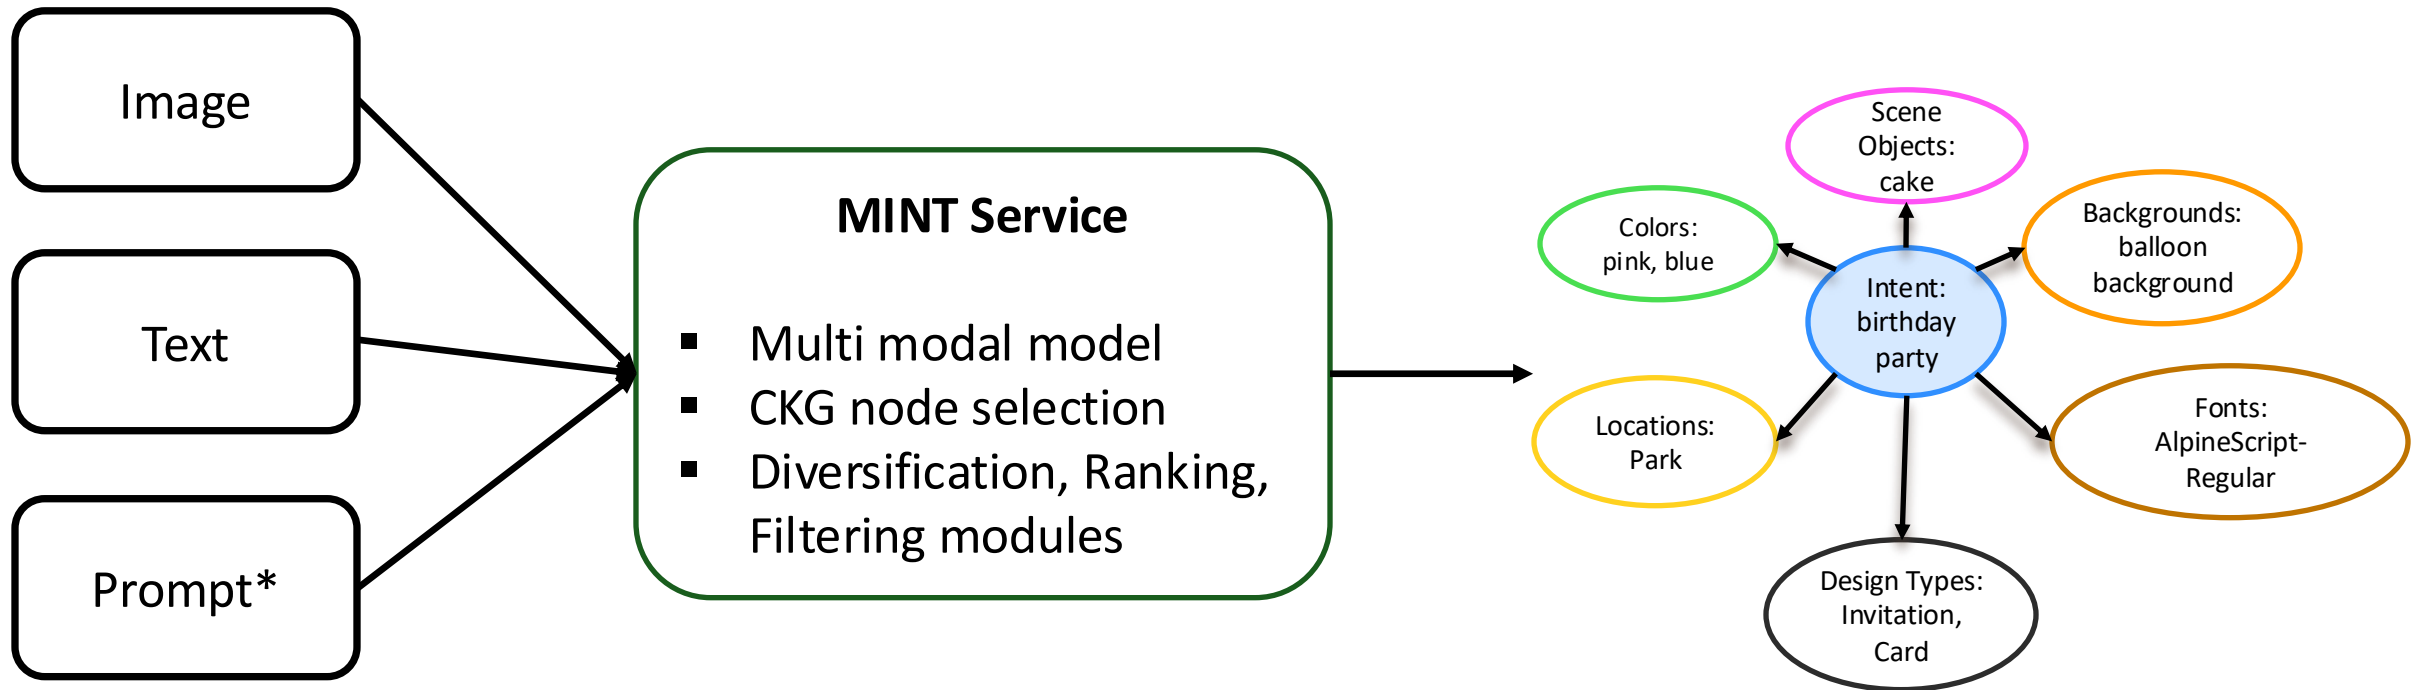 Image
Text
Prompt*
MINT Service
▪ Multi modal model
▪ CKG node selection
▪ Diversification, Ranking,
Filtering modules
Scene
Objects:
cake
Colors:
pink, blue
Backgrounds:
balloon
background
Intent:
birthday
party
Locations:
Park
Fonts:
AlpineScript-
Regular
Design Types:
Invitation,
Card